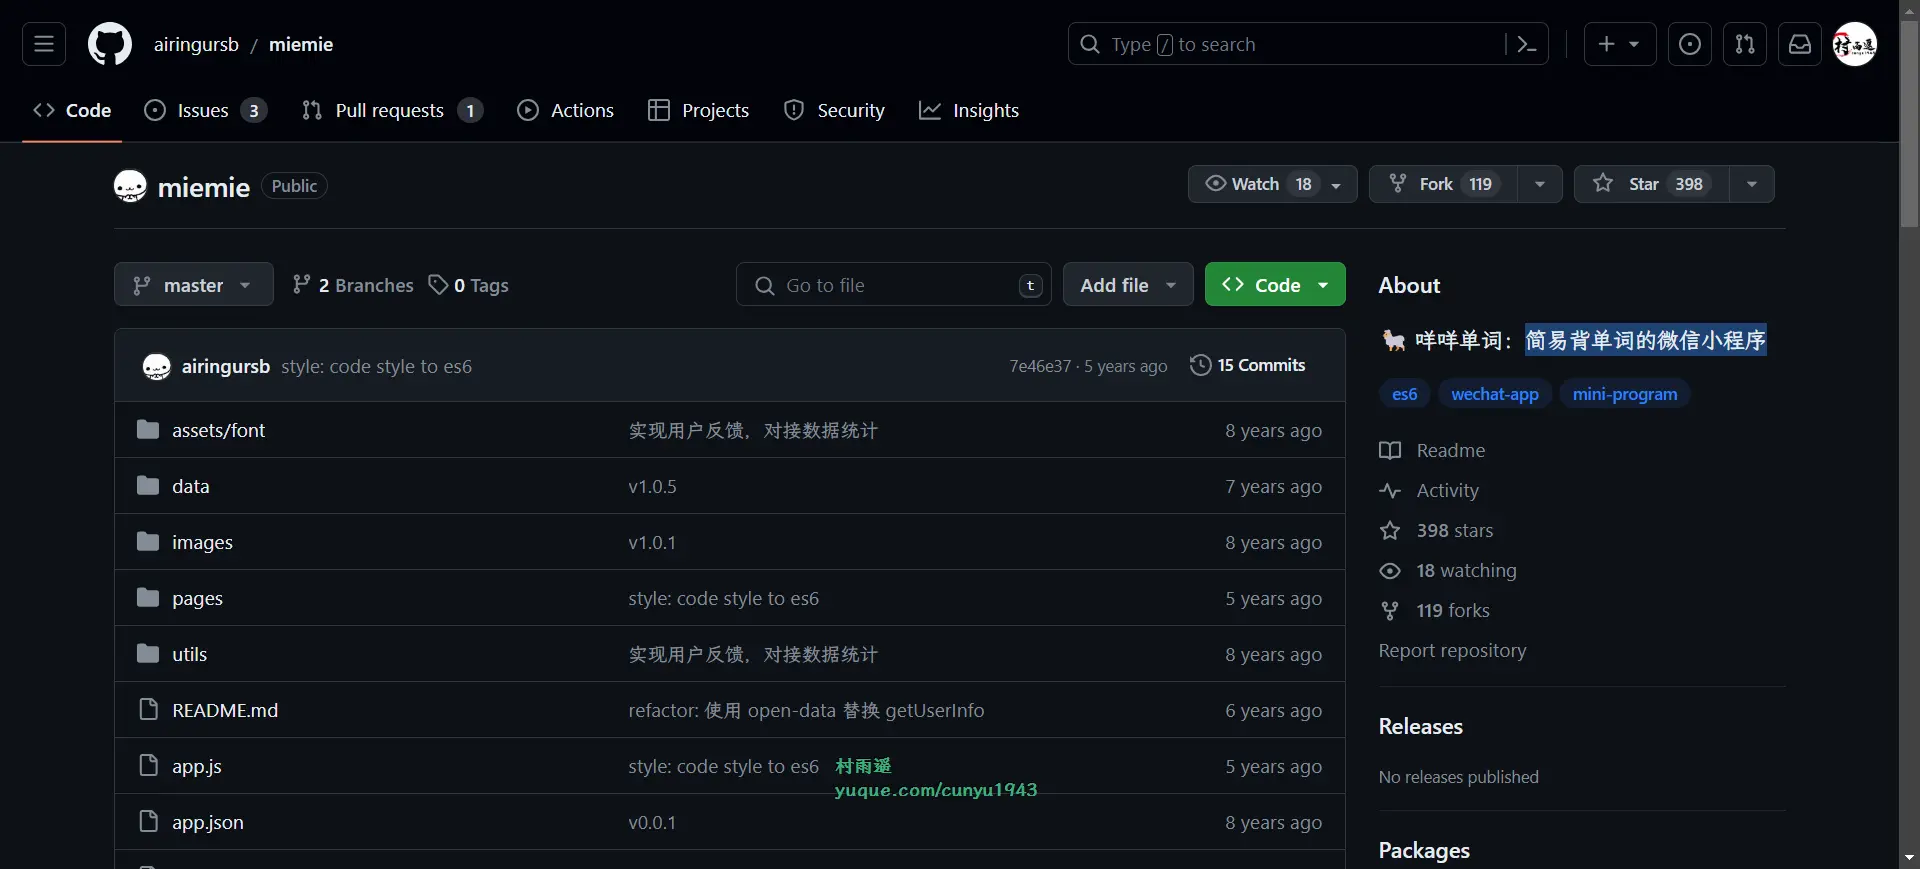 airingursb / miemie
Type / to search
Code
Issues 3
Pull requests 1
Actions
Projects
Security
Insights
miemie Public
Watch 18
Fork 119
Star 398
master
2 Branches
0 Tags
Go to file t
Add file
Code
airingursb style: code style to es6 7e46e37 · 5 years ago 15 Commits
assets/font 实现用户反馈，对接数据统计 8 years ago
data v1.0.5 7 years ago
images v1.0.1 8 years ago
pages style: code style to es6 5 years ago
utils 实现用户反馈，对接数据统计 8 years ago
README.md refactor: 使用 open-data 替换 getUserInfo 6 years ago
app.js style: code style to es6 5 years ago
村雨遥
yuque.com/cunyu1943
app.json v0.0.1 8 years ago
About
咩咩单词：简易背单词的微信小程序
es6 wechat-app mini-program
Readme
Activity
398 stars
18 watching
119 forks
Report repository
Releases
No releases published
Packages